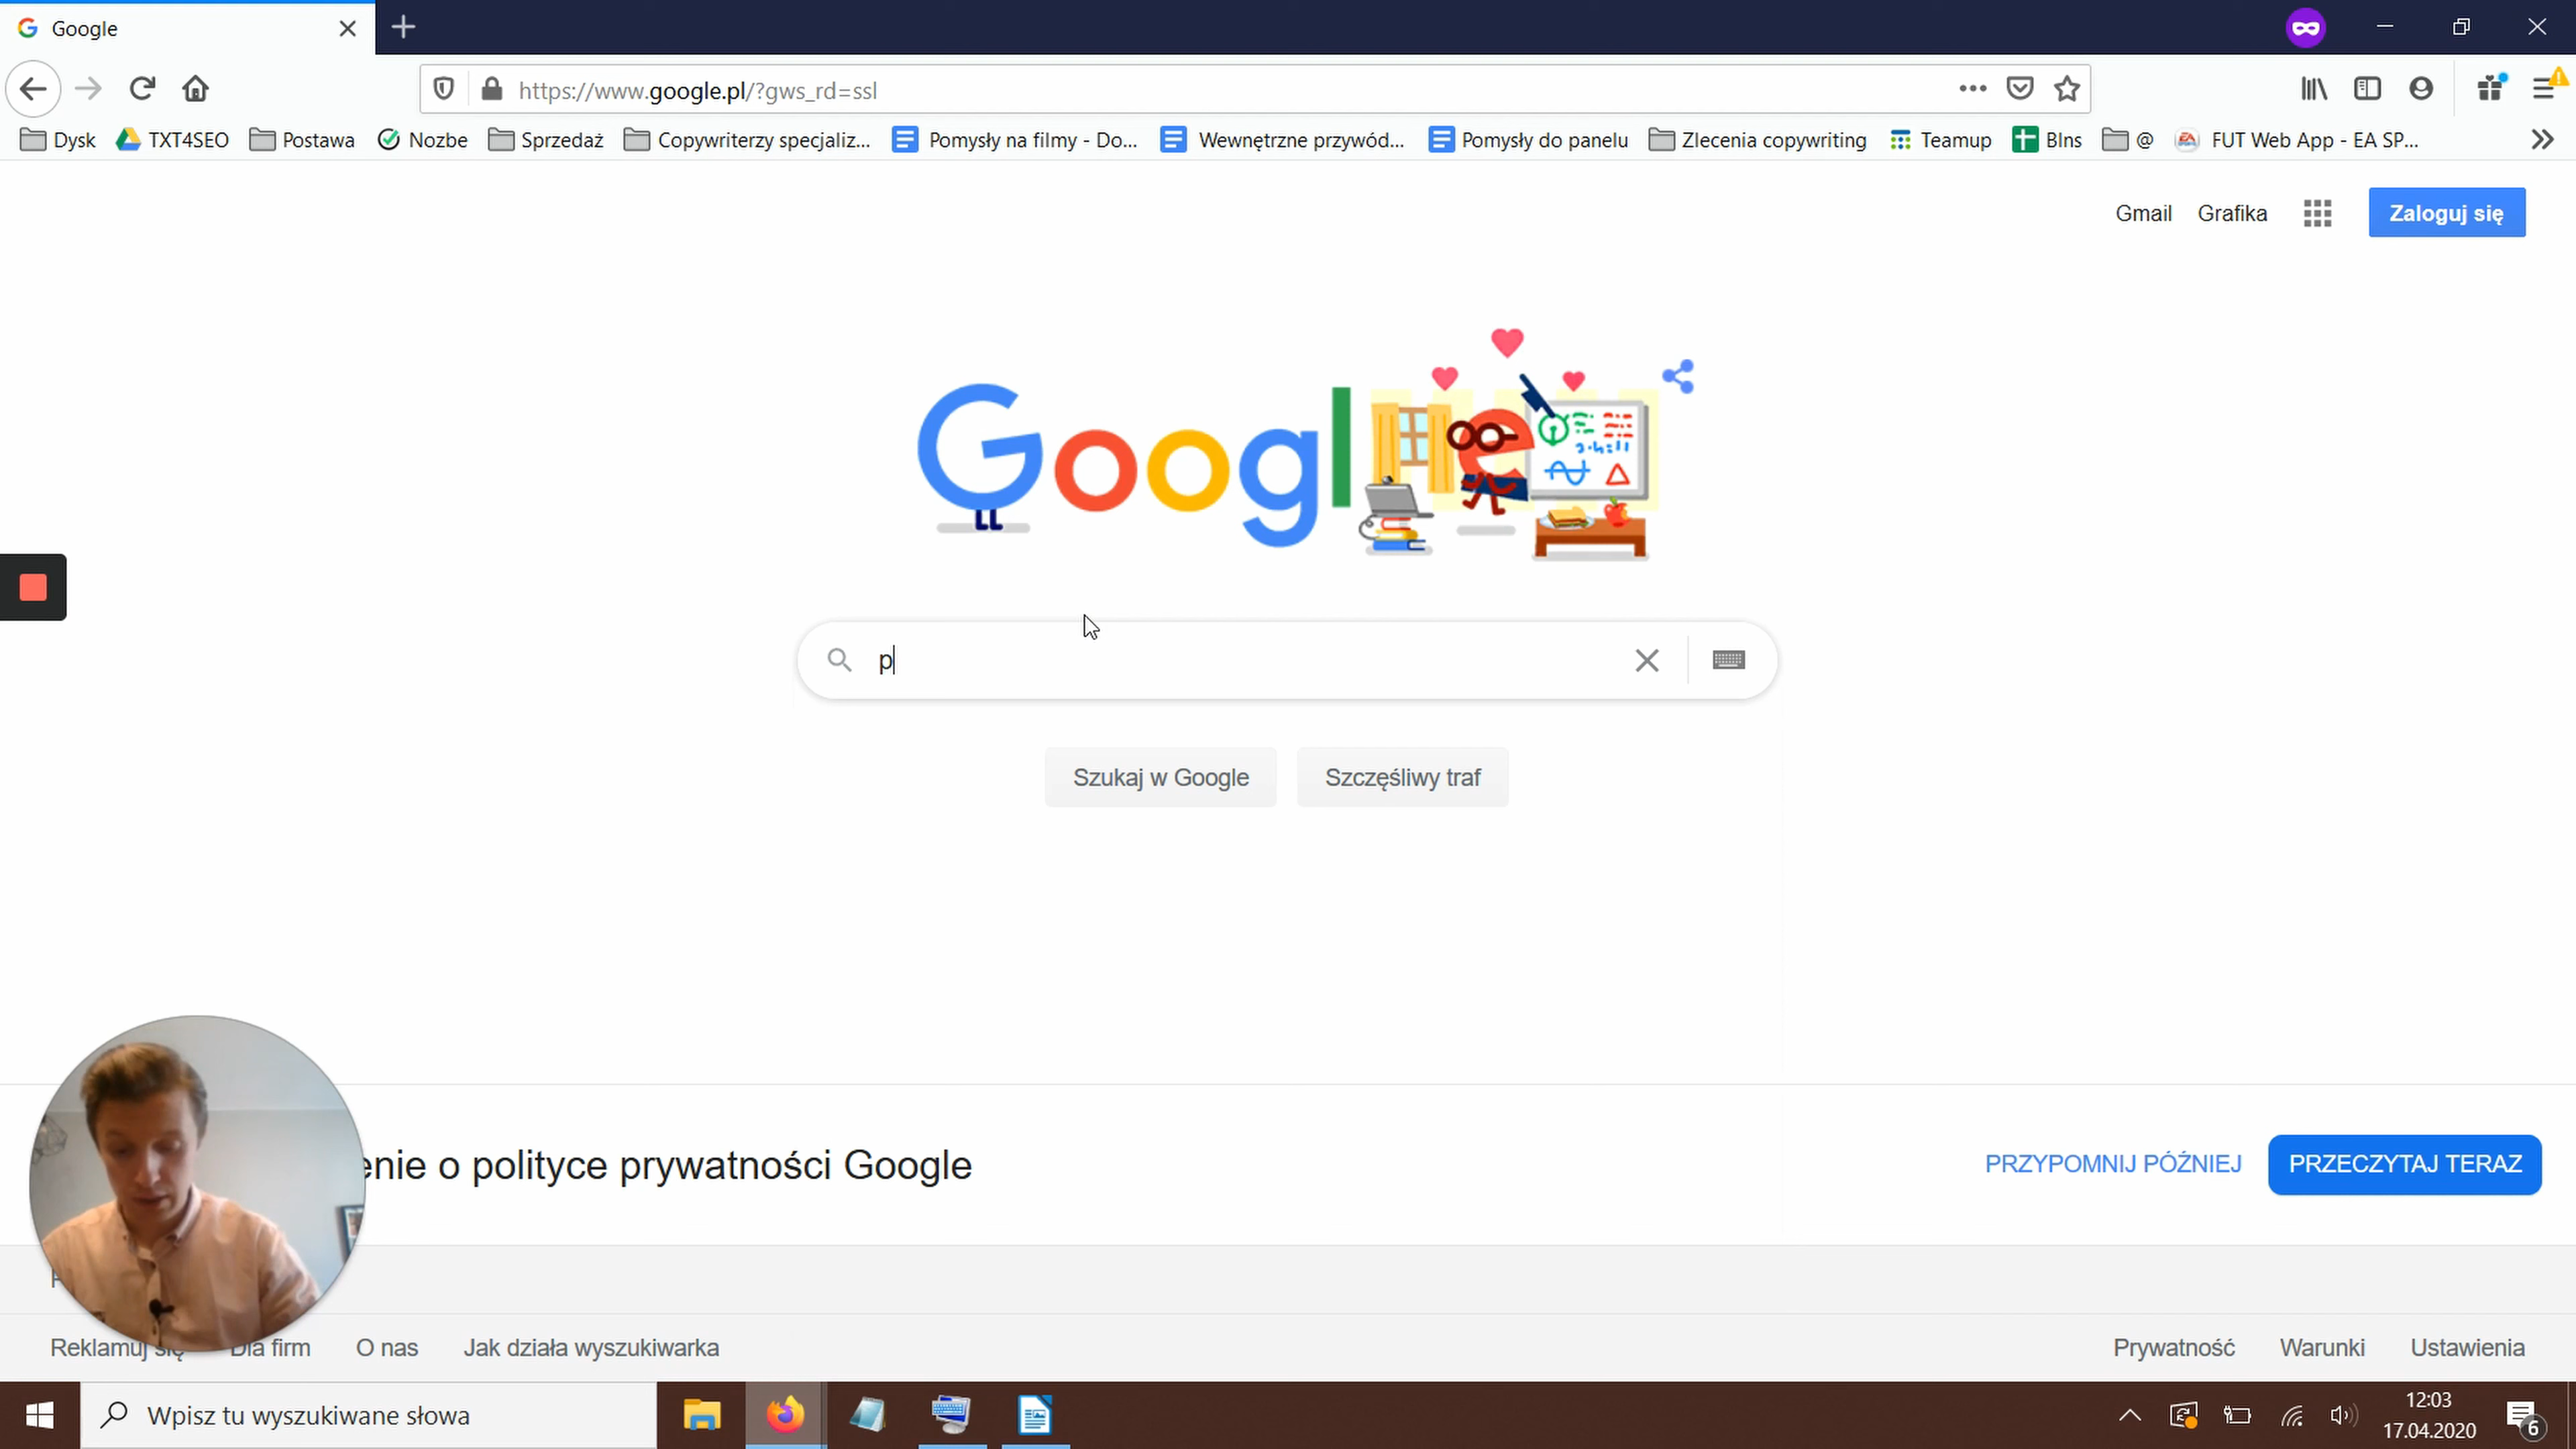 Google
https://www.google.pl/?gws_rd=ssl
Dysk TXT4SEO Postawa Nozbe Sprzedaż Copywriterzy specjaliz... Pomysły na filmy - Do... Wewnętrzne przywód... Pomysły do panelu Zlecenia copywriting Teamup BIns @ FUT Web App - EA SP...
Gmail Grafika Zaloguj się
Google
p
Szukaj w Google Szczęśliwy traf
enie o polityce prywatności Google PRZYPOMNIJ PÓŹNIEJ PRZECZYTAJ TERAZ
Reklamuj się Dla firm O nas Jak działa wyszukiwarka Prywatność Warunki Ustawienia
Wpisz tu wyszukiwane słowa
12:03
17.04.2020
6